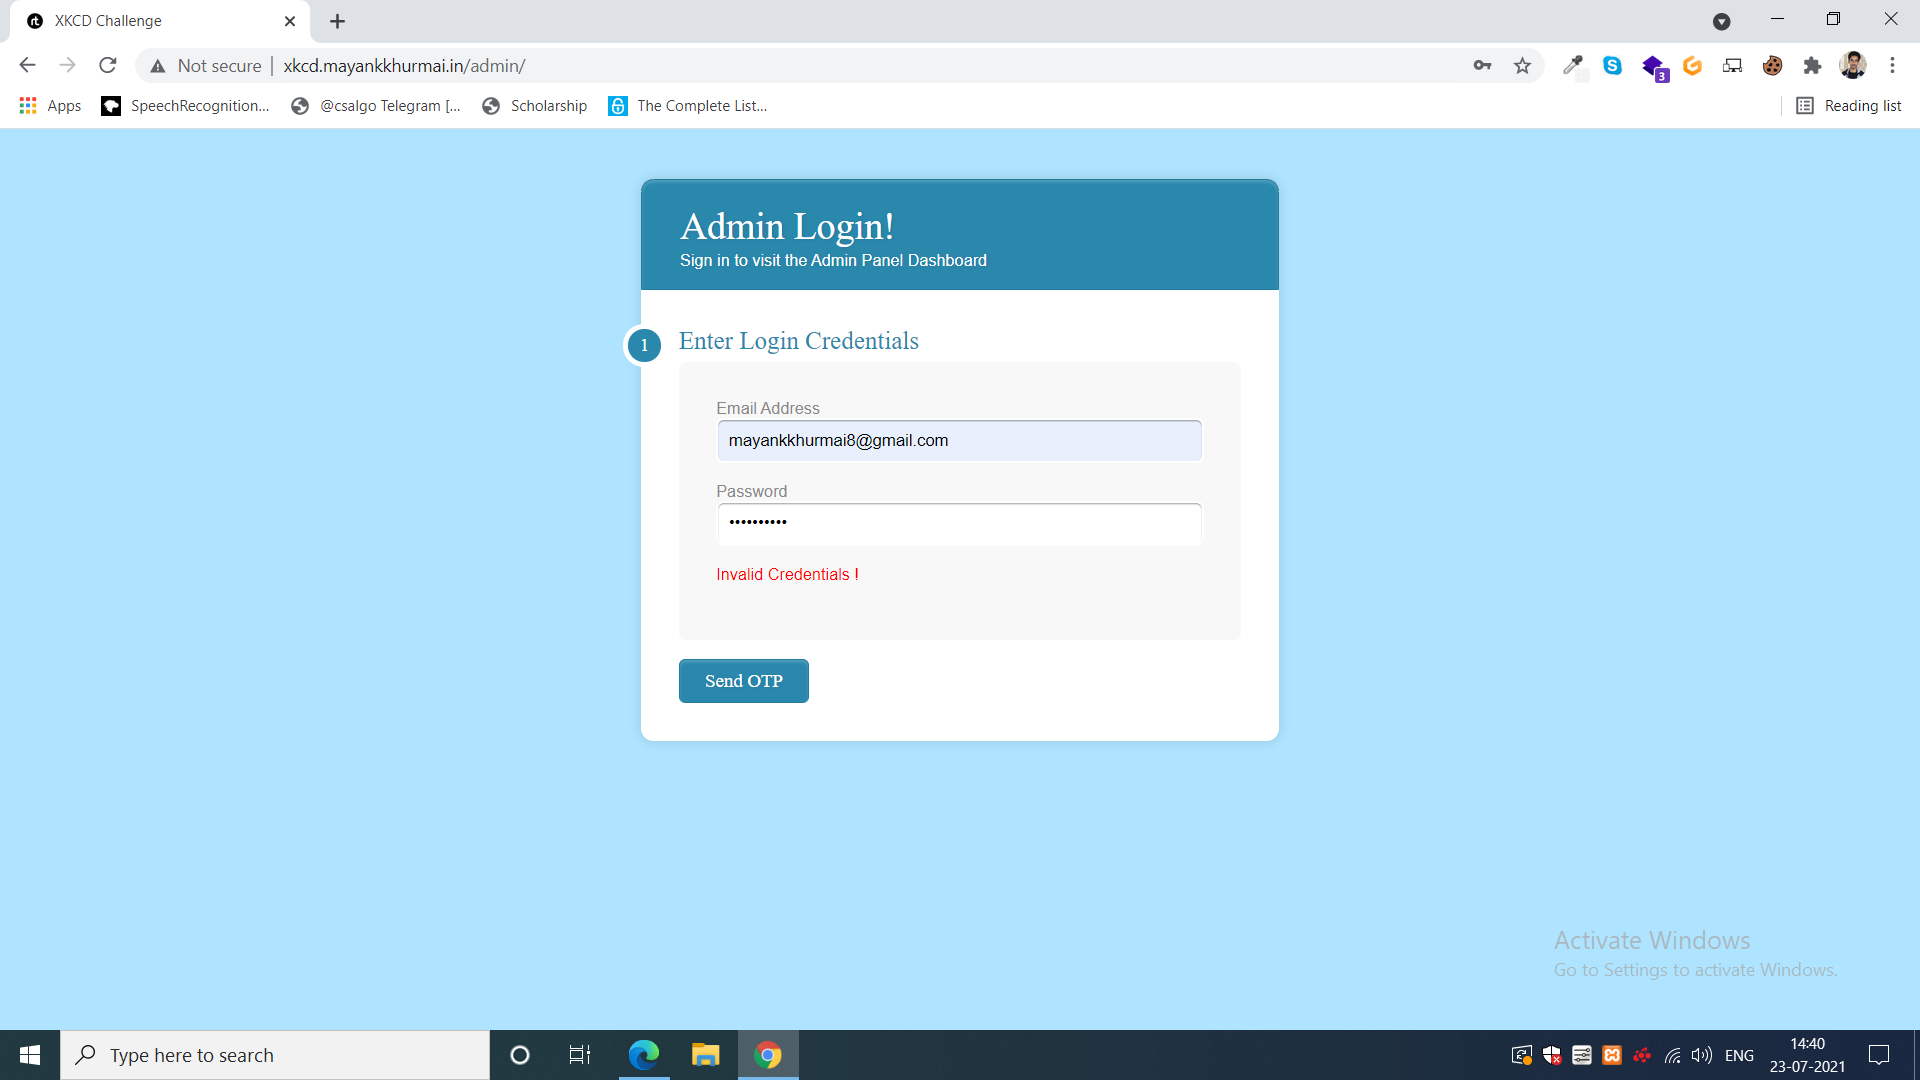 XKCD Challenge
Not secure | xkcd.mayankkhurmai.in/admin/
3
Apps SpeechRecognition... @csalgo Telegram [... Scholarship The Complete List... Reading list
Admin Login!
Sign in to visit the Admin Panel Dashboard
1 Enter Login Credentials
Email Address
mayankkhurmai8@gmail.com
Password
••••••••••
Invalid Credentials !
Send OTP
Activate Windows
Go to Settings to activate Windows.
Type here to search
ENG
14:40
23-07-2021